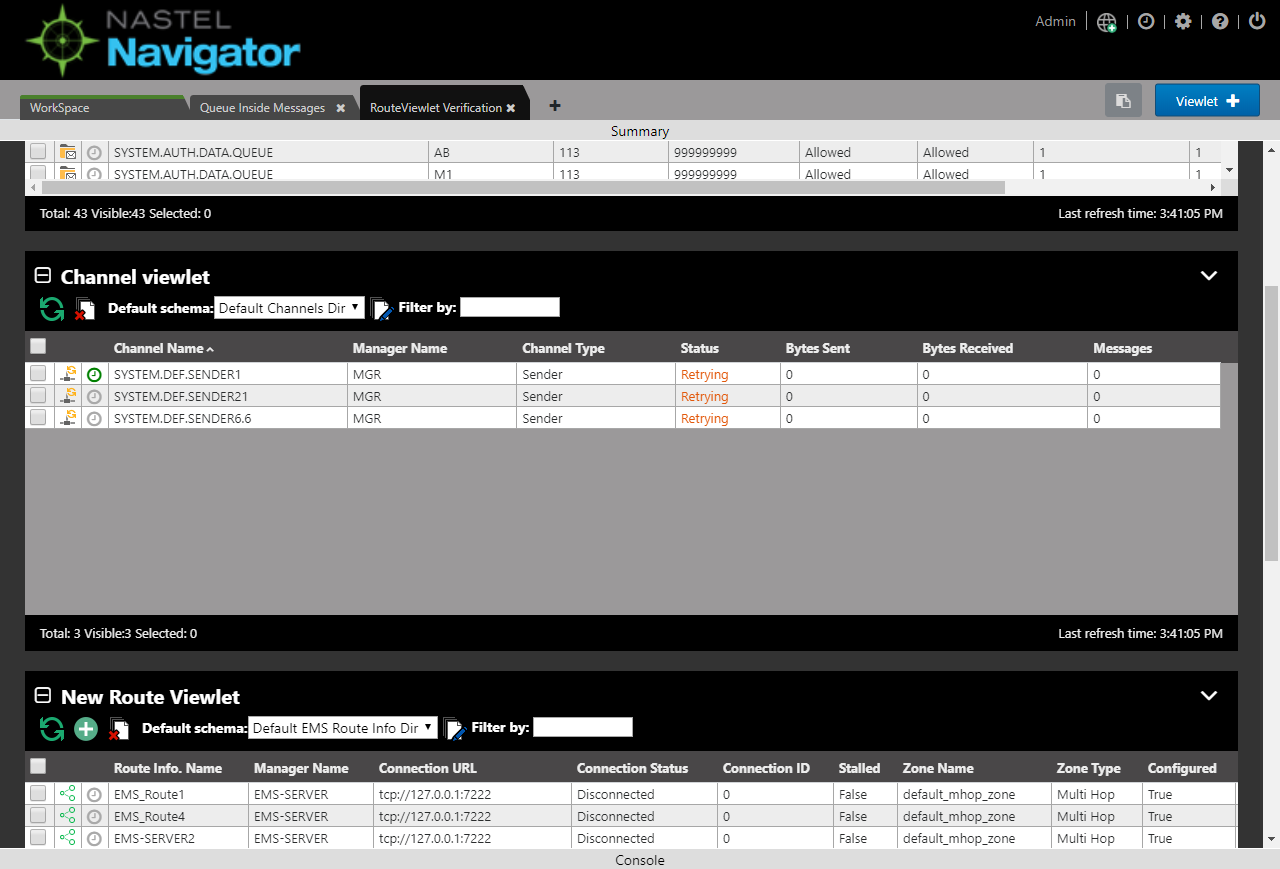 NASTEL
Navigator
Admin
WorkSpace
Queue Inside Messages
RouteViewlet Verification
Viewlet
Summary
SYSTEM.AUTH.DATA.QUEUE AB 113 999999999 Allowed Allowed 1 1
SYSTEM.AUTH.DATA.QUEUE M1 113 999999999 Allowed Allowed 1 1
Total: 43 Visible:43 Selected: 0 Last refresh time: 3:41:05 PM
Channel viewlet
Default schema: Default Channels Dir Filter by:
Channel Name Manager Name Channel Type Status Bytes Sent Bytes Received Messages
SYSTEM.DEF.SENDER1 MGR Sender Retrying 0 0 0
SYSTEM.DEF.SENDER21 MGR Sender Retrying 0 0 0
SYSTEM.DEF.SENDER6.6 MGR Sender Retrying 0 0 0
Total: 3 Visible:3 Selected: 0 Last refresh time: 3:41:05 PM
New Route Viewlet
Default schema: Default EMS Route Info Dir Filter by:
Route Info. Name Manager Name Connection URL Connection Status Connection ID Stalled Zone Name Zone Type Configured
EMS_Route1 EMS-SERVER tcp://127.0.0.1:7222 Disconnected 0 False default_mhop_zone Multi Hop True
EMS_Route4 EMS-SERVER tcp://127.0.0.1:7222 Disconnected 0 False default_mhop_zone Multi Hop True
EMS-SERVER2 EMS-SERVER tcp://127.0.0.1:7222 Disconnected 0 False default_mhop_zone Multi Hop True
Console